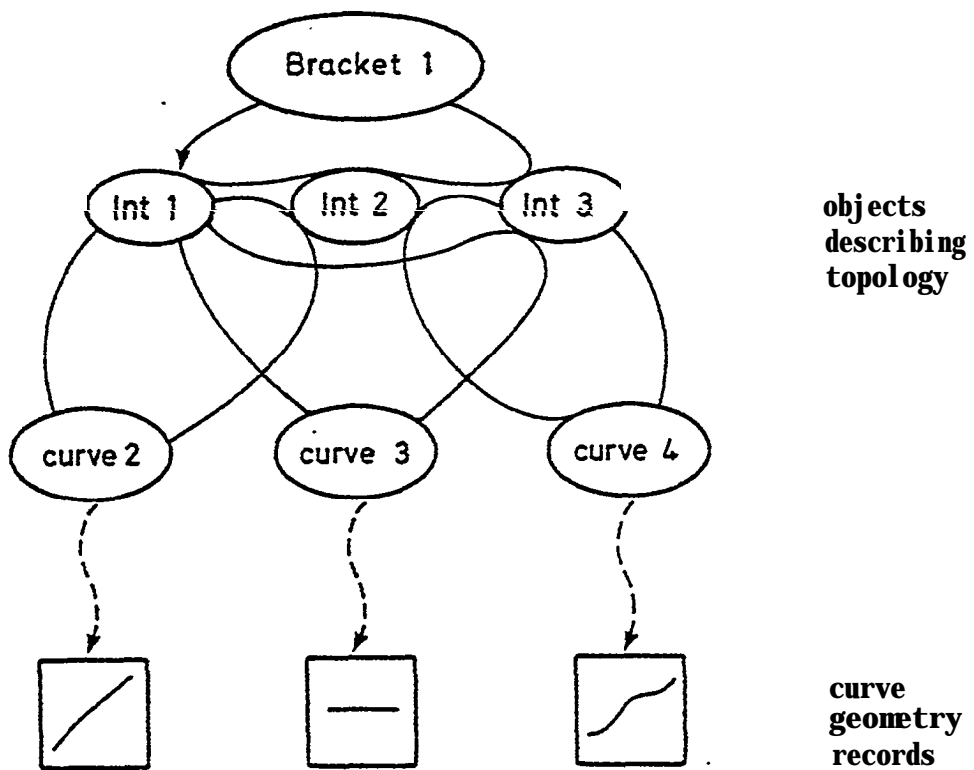 Bracket 1
Int 1
Int 2
Int 3
objects
describing
topology
curve 2
curve 3
curve 4
curve
geometry
records